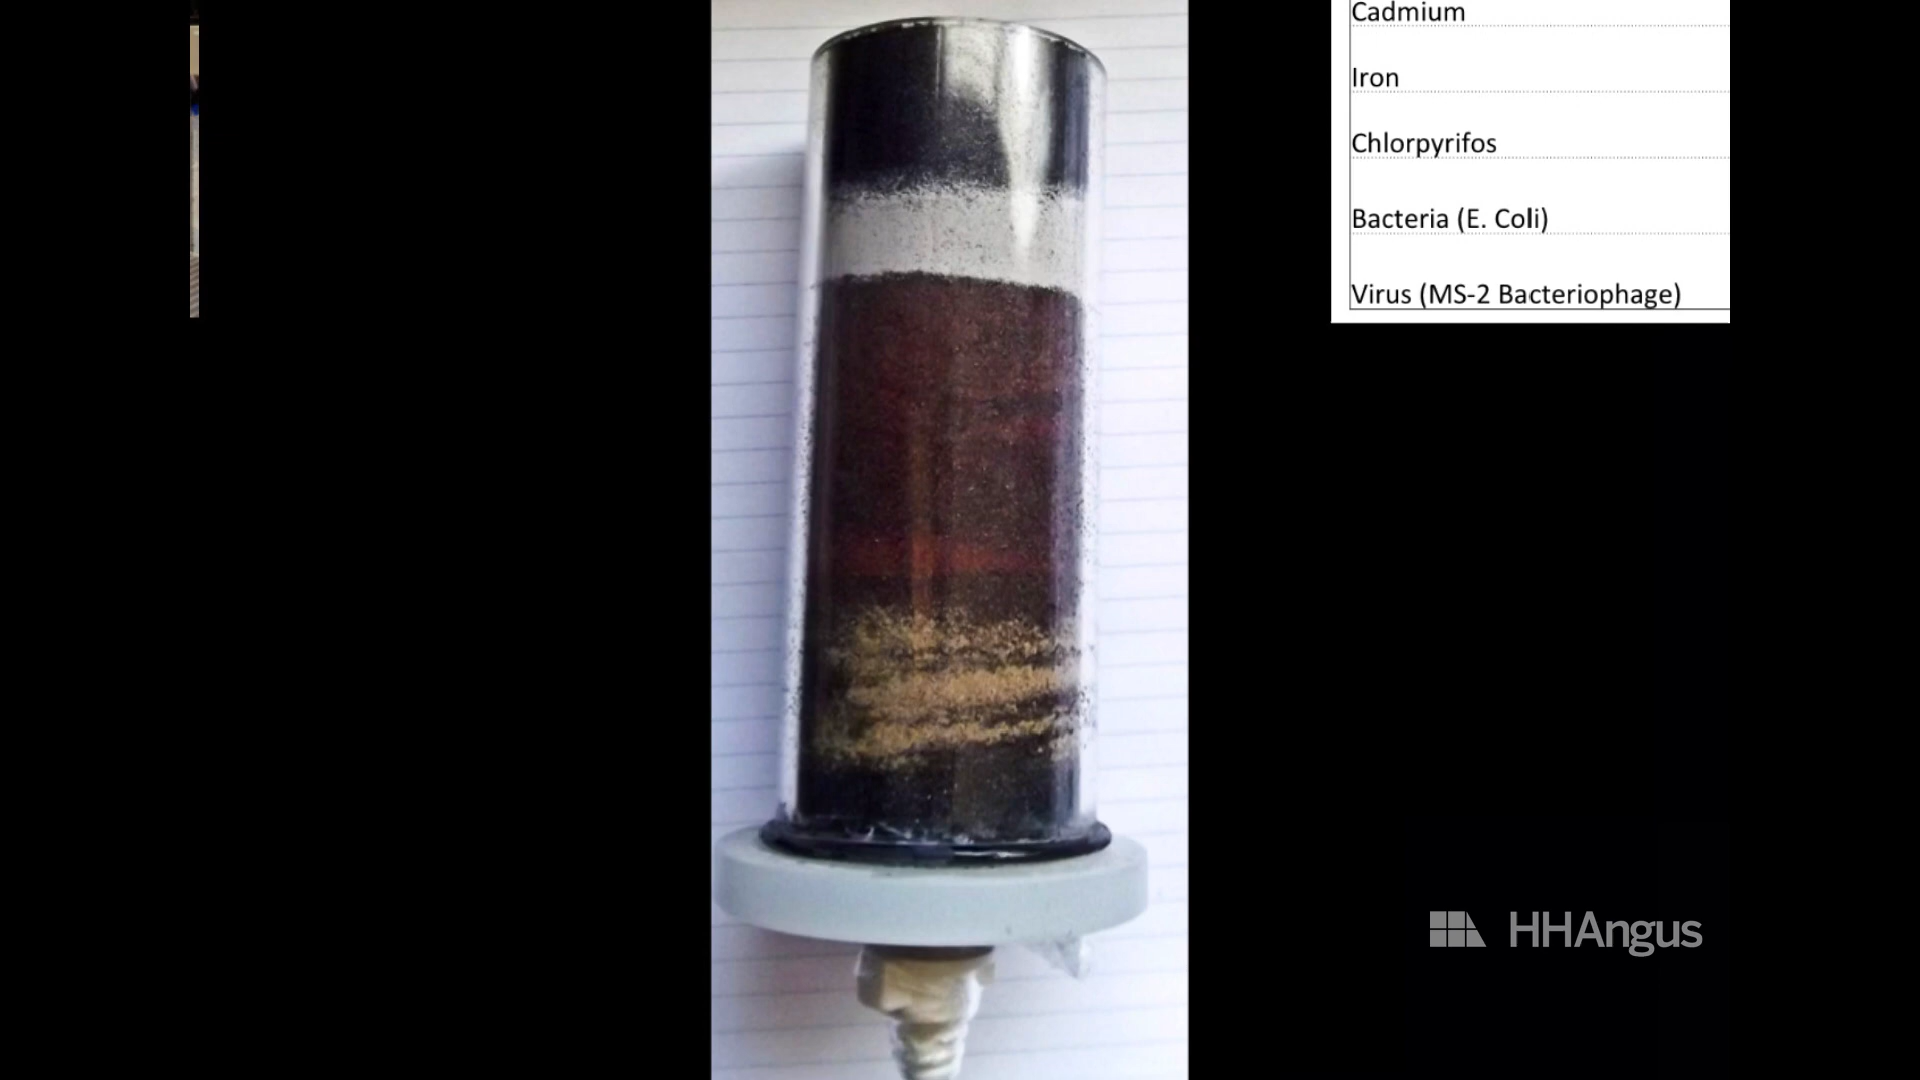 Cadmium
Iron
Chlorpyrifos
Bacteria (E. Coli)
Virus (MS-2 Bacteriophage)
HHAngus